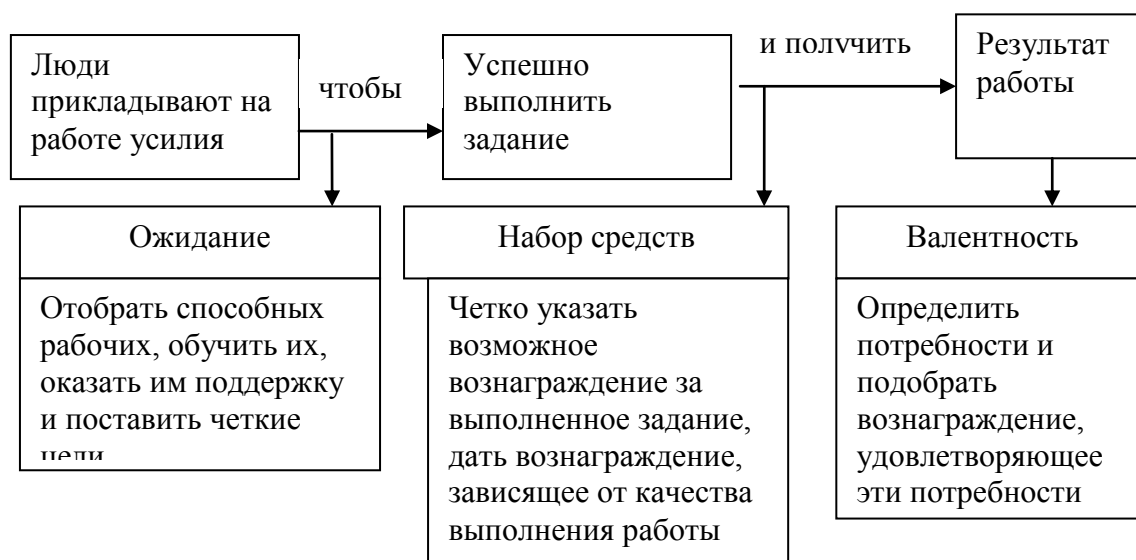 Люди
прикладывают на
работе усилия
чтобы
Успешно
выполнить
задание
и получить
Результат
работы
Ожидание
Отобрать способных
рабочих, обучить их,
оказать им поддержку
и поставить четкие
цели
Набор средств
Четко указать
возможное
вознаграждение за
выполненное задание,
дать вознаграждение,
зависящее от качества
выполнения работы
Валентность
Определить
потребности и
подобрать
вознаграждение,
удовлетворяющее
эти потребности